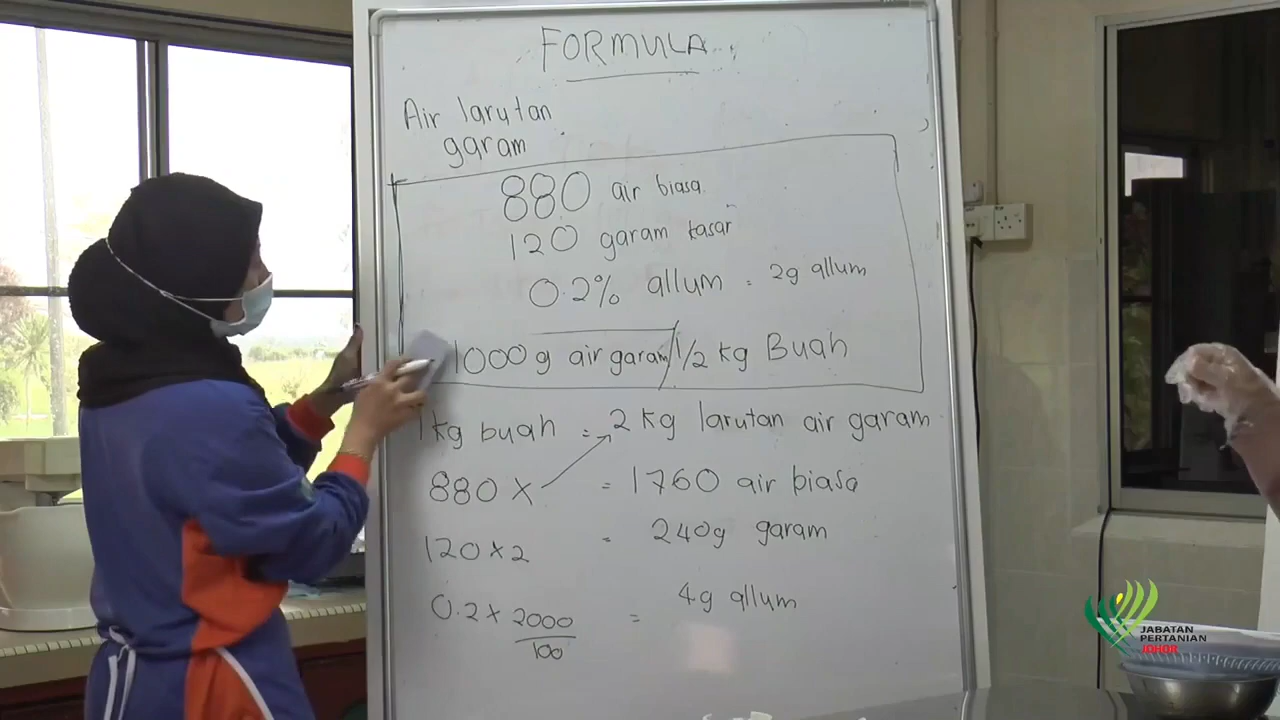 FORMULA
Air larutan
garam
880 air biasa
120 garam kasar
0.2% allum = 2g allum
1000g air garam/1/2 kg Buah
1kg buah = 2 kg larutan air garam
880 x = 1760 air biasa
120 x 2 = 240g garam
0.2 x 2000/100 = 4g allum
JABATAN
PERTANIAN
JOHOR